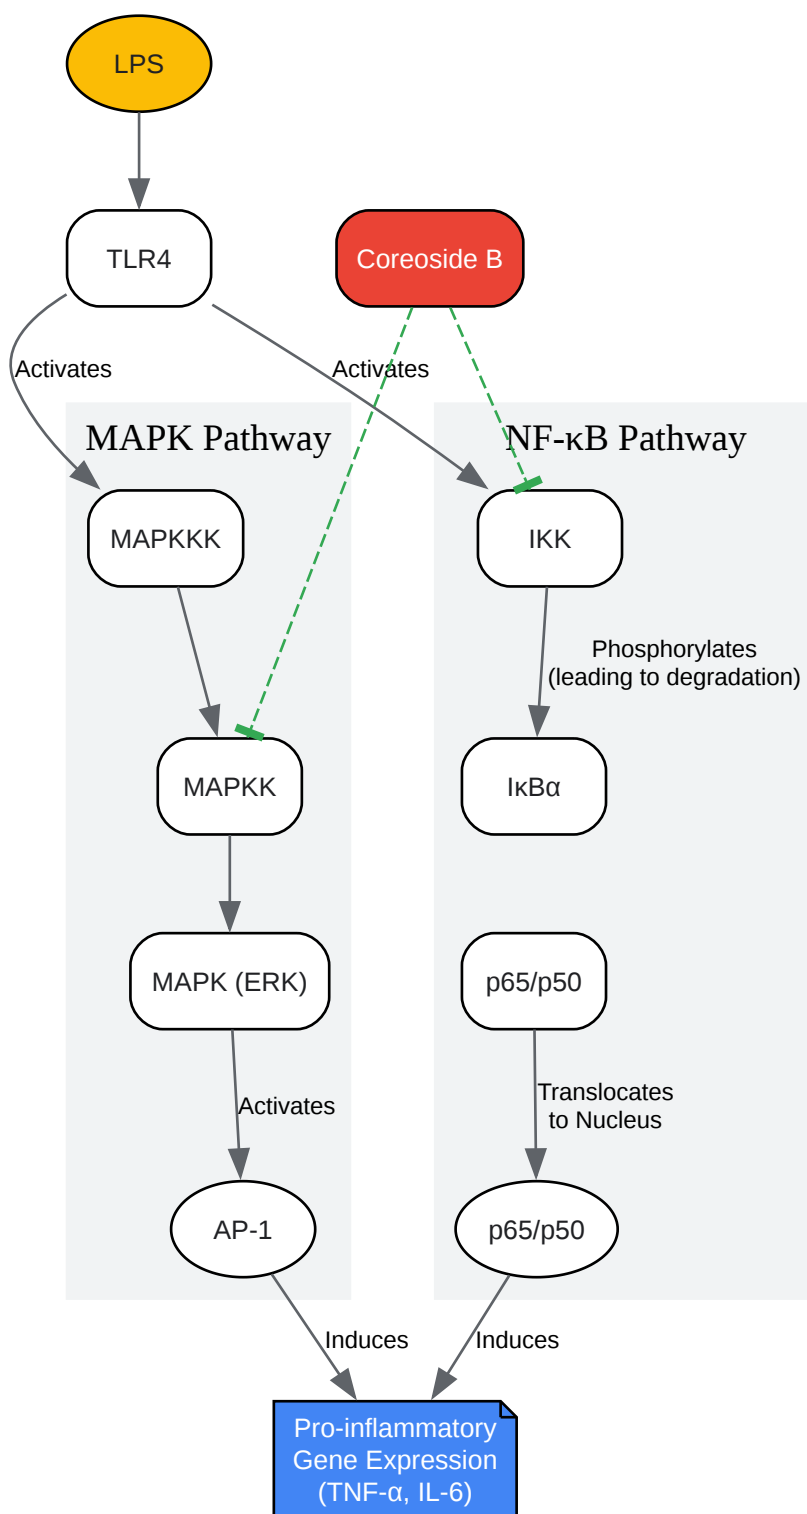 LPS
TLR4
Coreoside B
Activates
Activates
MAPK Pathway
NF-κB Pathway
MAPKKK
IKK
Phosphorylates
(leading to degradation)
MAPKK
IκBα
MAPK (ERK)
p65/p50
Activates
Translocates
to Nucleus
AP-1
p65/p50
Induces
Induces
Pro-inflammatory
Gene Expression
(TNF-α, IL-6)